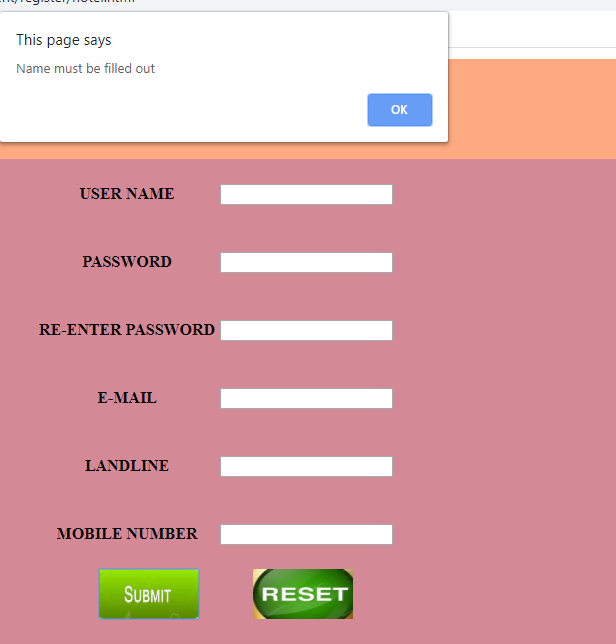 This page says
Name must be filled out
OK
USER NAME
PASSWORD
RE-ENTER PASSWORD
E-MAIL
LANDLINE
MOBILE NUMBER
SUBMIT RESET